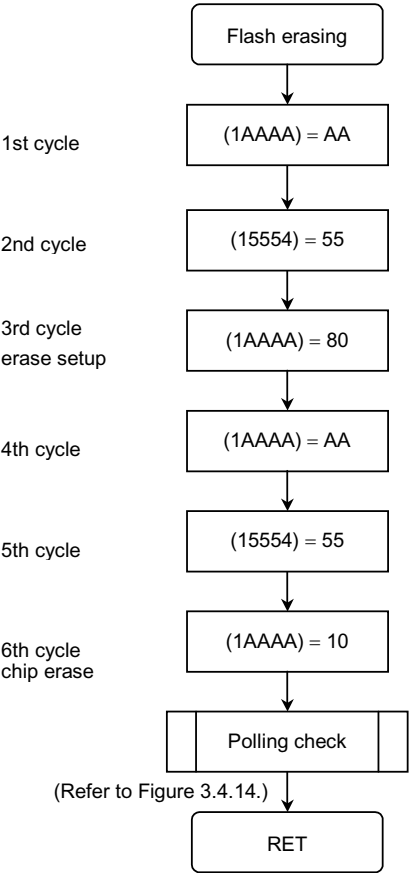 Flash erasing
1st cycle
(1AAAA) = AA
2nd cycle
(15554) = 55
3rd cycle
erase setup
(1AAAA) = 80
4th cycle
(1AAAA) = AA
5th cycle
(15554) = 55
6th cycle
chip erase
(1AAAA) = 10
Polling check
(Refer to Figure 3.4.14.)
RET